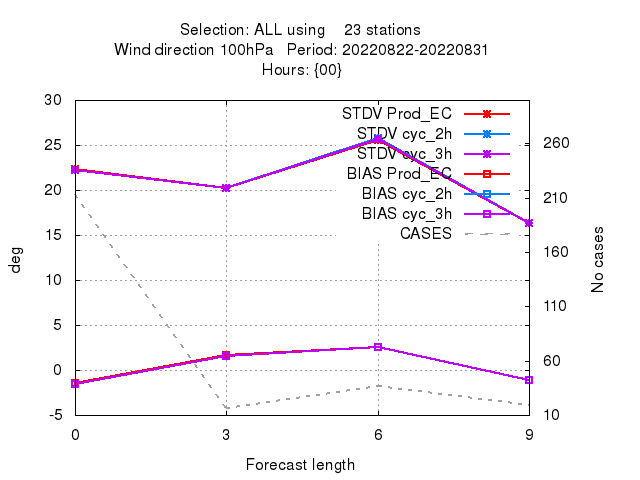 Selection: ALL using    23 stations
Wind direction 100hPa   Period: 20220822-20220831
Hours: {00}
30
25
20
15
10
5
0
-5
deg
STDV Prod_EC
STDV cyc_2h
STDV cyc_3h
BIAS Prod_EC
BIAS cyc_2h
BIAS cyc_3h
CASES
260
210
160
110
60
10
No cases
0 3 6 9
Forecast length